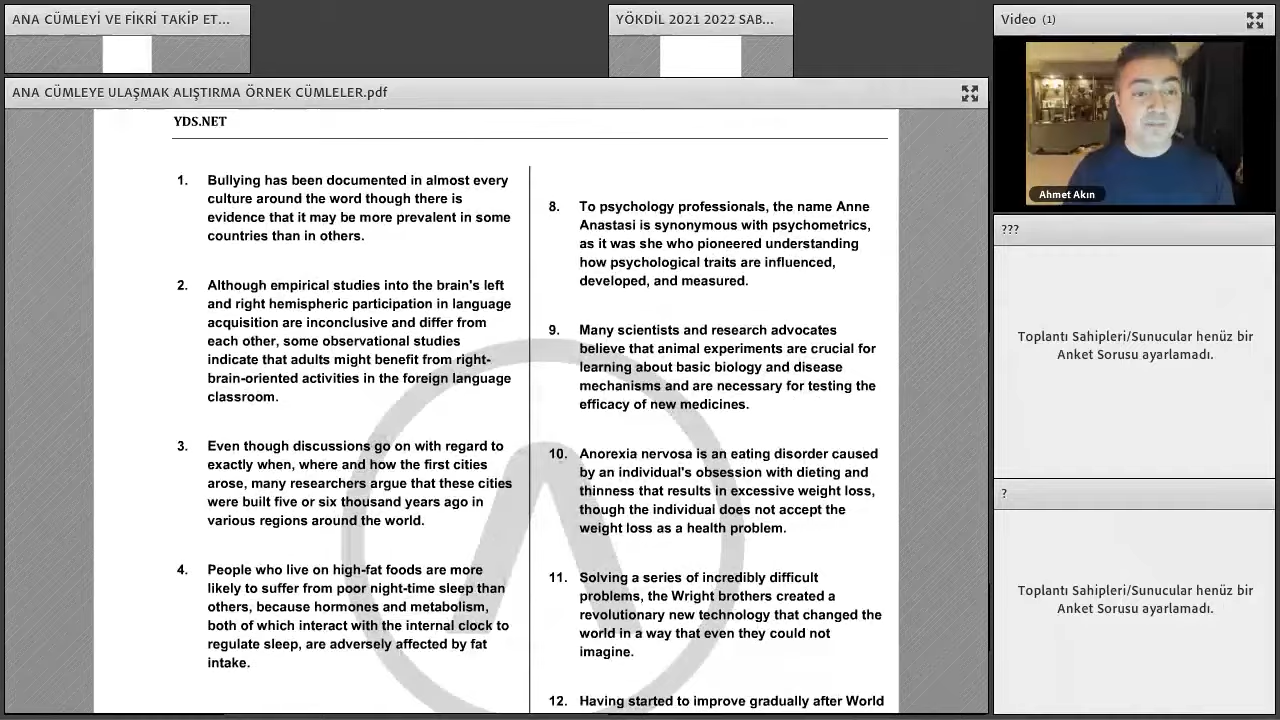 ANA CÜMLEYİ VE FİKRİ TAKİP ET...
YÖKDİL 2021 2022 SAB...
Video (1)
Ahmet Akın
ANA CÜMLEYE ULAŞMAK ALIŞTIRMA ÖRNEK CÜMLELER.pdf
YDS.NET
1. Bullying has been documented in almost every
culture around the word though there is
evidence that it may be more prevalent in some
countries than in others.
2. Although empirical studies into the brain's left
and right hemispheric participation in language
acquisition are inconclusive and differ from
each other, some observational studies
indicate that adults might benefit from right-
brain-oriented activities in the foreign language
classroom.
3. Even though discussions go on with regard to
exactly when, where and how the first cities
arose, many researchers argue that these cities
were built five or six thousand years ago in
various regions around the world.
4. People who live on high-fat foods are more
likely to suffer from poor night-time sleep than
others, because hormones and metabolism,
both of which interact with the internal clock to
regulate sleep, are adversely affected by fat
intake.
8. To psychology professionals, the name Anne
Anastasi is synonymous with psychometrics,
as it was she who pioneered understanding
how psychological traits are influenced,
developed, and measured.
9. Many scientists and research advocates
believe that animal experiments are crucial for
learning about basic biology and disease
mechanisms and are necessary for testing the
efficacy of new medicines.
10. Anorexia nervosa is an eating disorder caused
by an individual's obsession with dieting and
thinness that results in excessive weight loss,
though the individual does not accept the
weight loss as a health problem.
11. Solving a series of incredibly difficult
problems, the Wright brothers created a
revolutionary new technology that changed the
world in a way that even they could not
imagine.
12. Having started to improve gradually after World
???
Toplantı Sahipleri/Sunucular henüz bir
Anket Sorusu ayarlamadı.
?
Toplantı Sahipleri/Sunucular henüz bir
Anket Sorusu ayarlamadı.